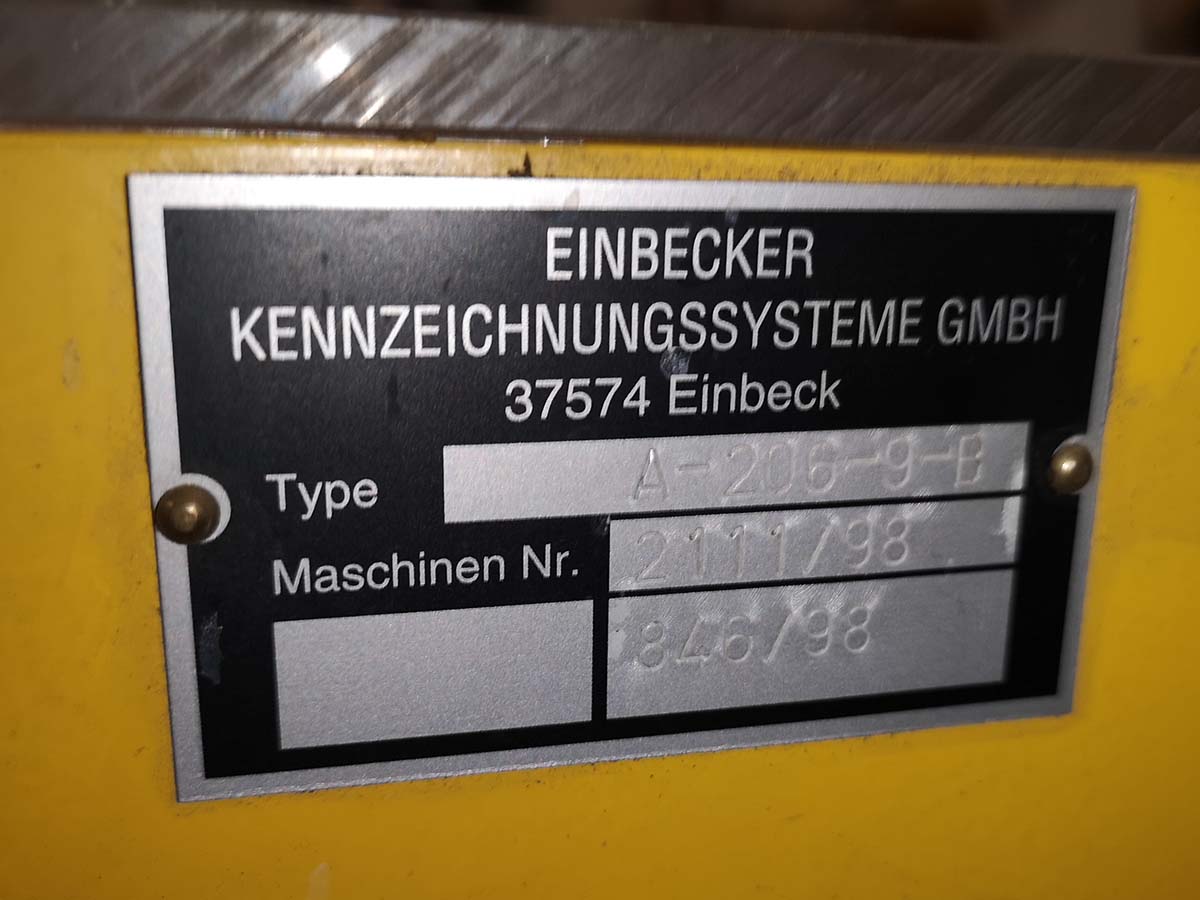 EINBECKER
KENNZEICHNUNGSSYSTEME GMBH
37574 Einbeck
Type A-206-9-B
Maschinen Nr. 2111/98
846/98